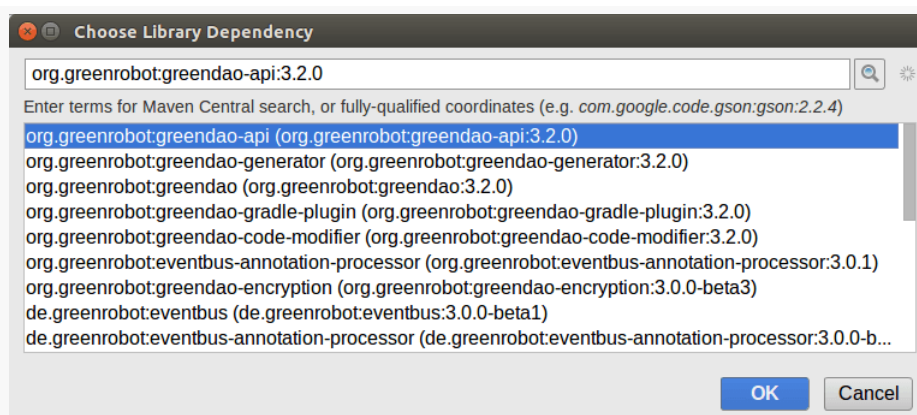 Choose Library Dependency
org.greenrobot:greendao-api:3.2.0
Enter terms for Maven Central search, or fully-qualified coordinates (e.g. com.google.code.gson:gson:2.2.4)
org.greenrobot:greendao-api (org.greenrobot:greendao-api:3.2.0)
org.greenrobot:greendao-generator (org.greenrobot:greendao-generator:3.2.0)
org.greenrobot:greendao (org.greenrobot:greendao:3.2.0)
org.greenrobot:greendao-gradle-plugin (org.greenrobot:greendao-gradle-plugin:3.2.0)
org.greenrobot:greendao-code-modifier (org.greenrobot:greendao-code-modifier:3.2.0)
org.greenrobot:eventbus-annotation-processor (org.greenrobot:eventbus-annotation-processor:3.0.1)
org.greenrobot:greendao-encryption (org.greenrobot:greendao-encryption:3.0.0-beta3)
de.greenrobot:eventbus (de.greenrobot:eventbus:3.0.0-beta1)
de.greenrobot:eventbus-annotation-processor (de.greenrobot:eventbus-annotation-processor:3.0.0-b...
OK Cancel